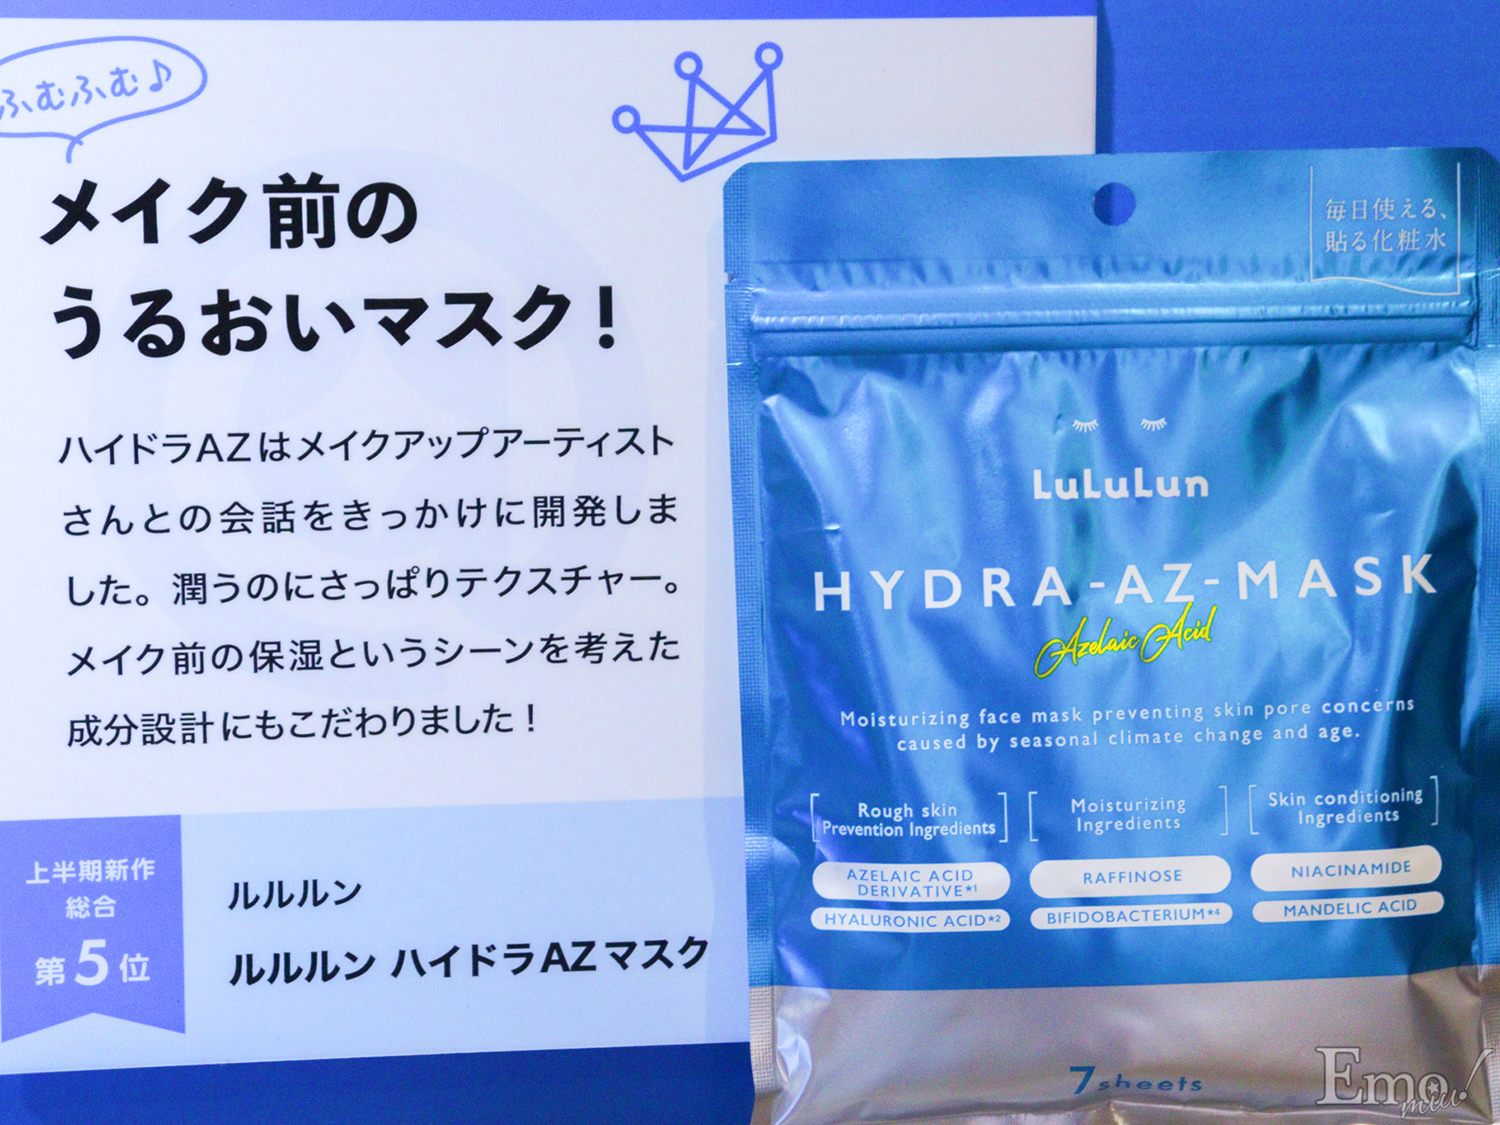 ふむふむ♪
メイク前の
うるおいマスク!
ハイドラAZはメイクアップアーティスト
さんとの会話をきっかけに開発しま
した。潤うのにさっぱりテクスチャー。
メイク前の保湿というシーンを考えた
成分設計にもこだわりました!
上半期新作
総合
第5位
ルルルン
ルルルン ハイドラAZマスク
毎日使える、
貼る化粧水
LuLuLun
HYDRA-AZ-MASK
Azelaic Acid
Moisturizing face mask preventing skin pore concerns
caused by seasonal climate change and age.
Rough skin
Prevention Ingredients
AZELAIC ACID
DERIVATIVE★1
HYALURONIC ACID★2
Moisturizing
Ingredients
RAFFINOSE
BIFIDOBACTERIUM★4
Skin conditioning
Ingredients
NIACINAMIDE
MANDELIC ACID
7sheets
Emo!
miu